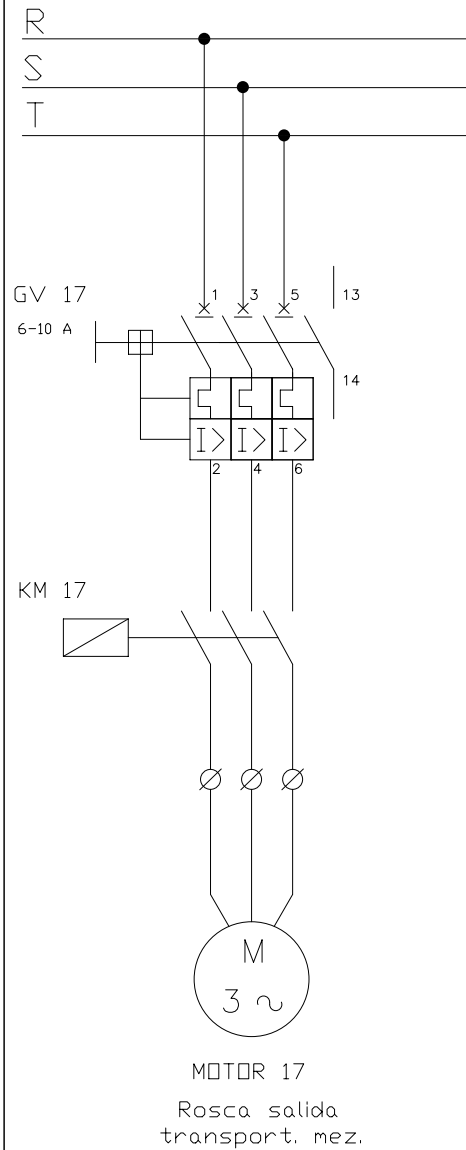 R
S
T
GV 17
6-10 A
1 3 5 13
14
I> I> I>
2 4 6
KM 17
M
3 ~
MOTOR 17
Rosca salida
transport. mez.